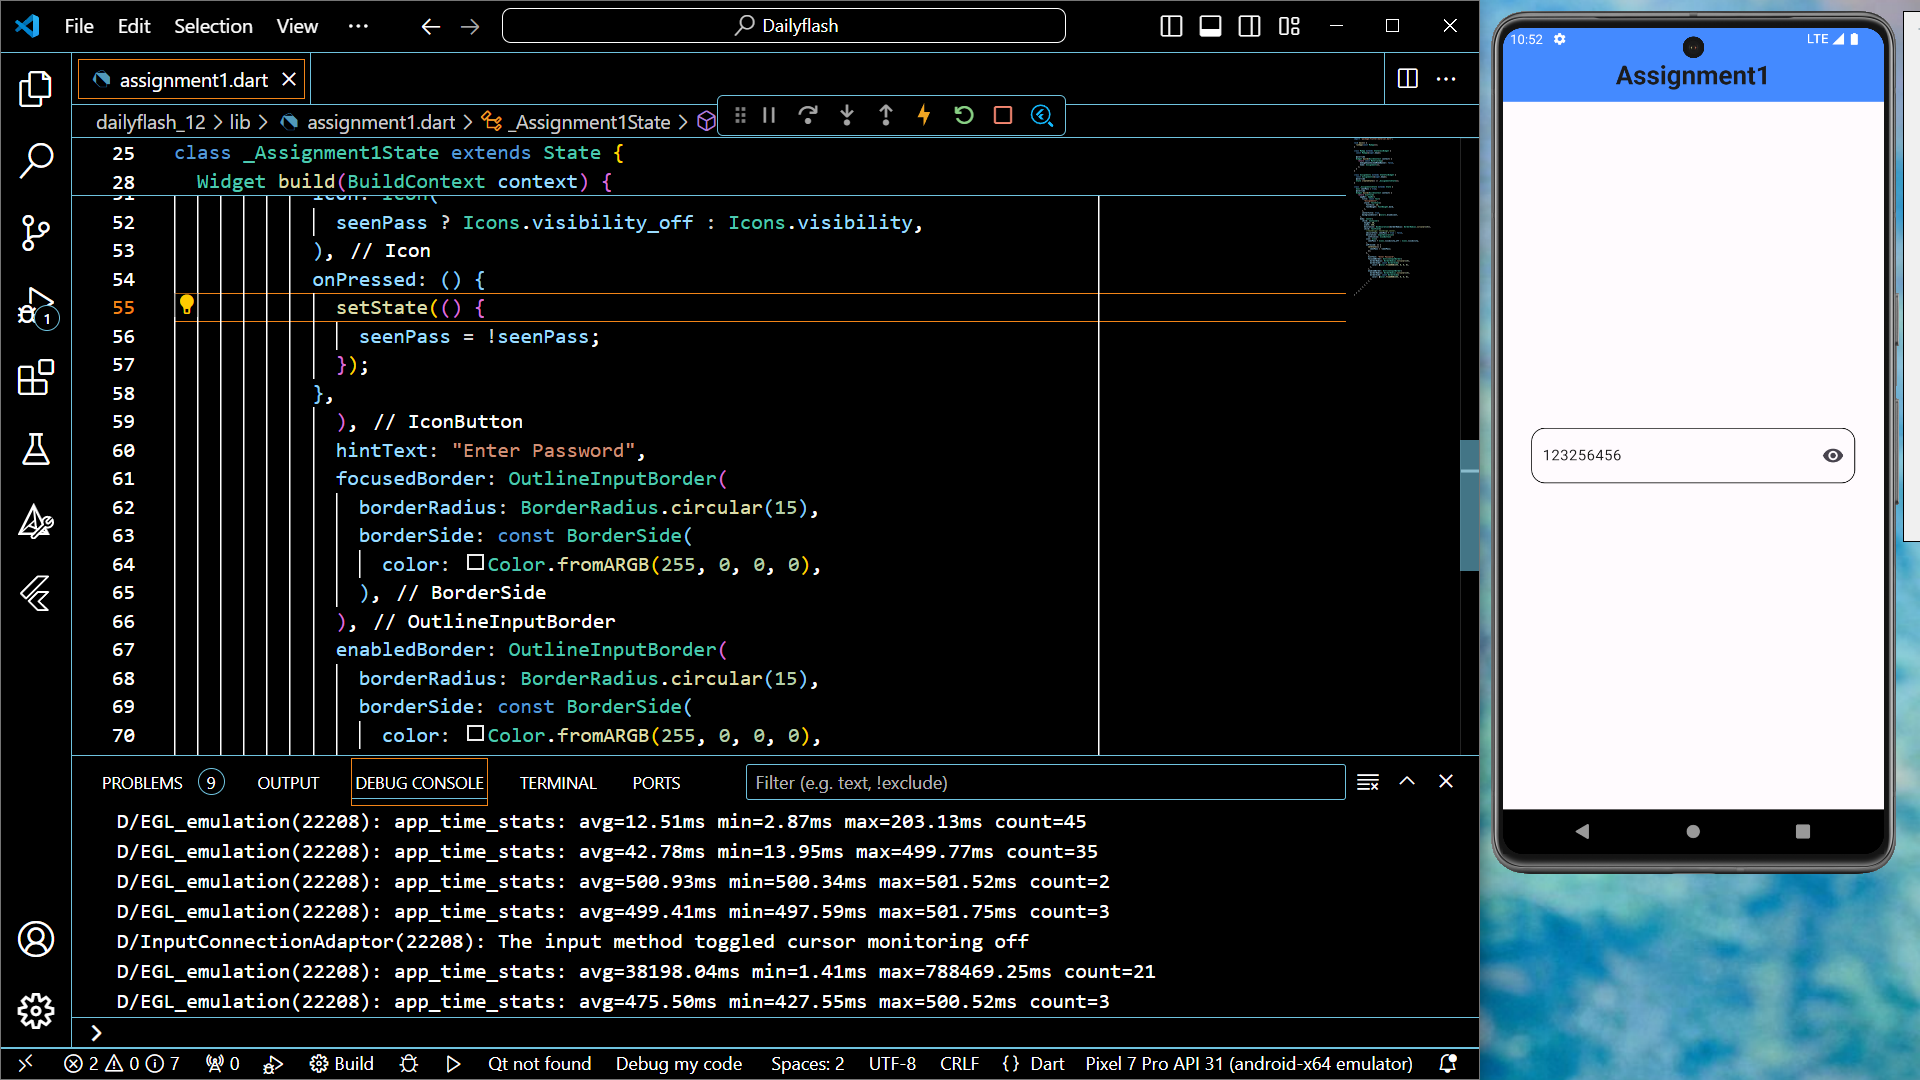 File Edit Selection View ··· Dailyflash
assignment1.dart
dailyflash_12 > lib > assignment1.dart > _Assignment1State >
25 class _Assignment1State extends State {
28 Widget build(BuildContext context) {
icon: Icon(
52 seenPass ? Icons.visibility_off : Icons.visibility,
53 ), // Icon
54 onPressed: () {
55 setState(() {
56 seenPass = !seenPass;
57 });
58 },
59 ), // IconButton
60 hintText: "Enter Password",
61 focusedBorder: OutlineInputBorder(
62 borderRadius: BorderRadius.circular(15),
63 borderSide: const BorderSide(
64 color: Color.fromARGB(255, 0, 0, 0),
65 ), // BorderSide
66 ), // OutlineInputBorder
67 enabledBorder: OutlineInputBorder(
68 borderRadius: BorderRadius.circular(15),
69 borderSide: const BorderSide(
70 color: Color.fromARGB(255, 0, 0, 0),
PROBLEMS 9 OUTPUT DEBUG CONSOLE TERMINAL PORTS Filter (e.g. text, !exclude)
D/EGL_emulation(22208): app_time_stats: avg=12.51ms min=2.87ms max=203.13ms count=45
D/EGL_emulation(22208): app_time_stats: avg=42.78ms min=13.95ms max=499.77ms count=35
D/EGL_emulation(22208): app_time_stats: avg=500.93ms min=500.34ms max=501.52ms count=2
D/EGL_emulation(22208): app_time_stats: avg=499.41ms min=497.59ms max=501.75ms count=3
D/InputConnectionAdaptor(22208): The input method toggled cursor monitoring off
D/EGL_emulation(22208): app_time_stats: avg=38198.04ms min=1.41ms max=788469.25ms count=21
D/EGL_emulation(22208): app_time_stats: avg=475.50ms min=427.55ms max=500.52ms count=3
1
2 0 7 0 Build Qt not found Debug my code Spaces: 2 UTF-8 CRLF {} Dart Pixel 7 Pro API 31 (android-x64 emulator)
10:52 LTE
Assignment1
123256456